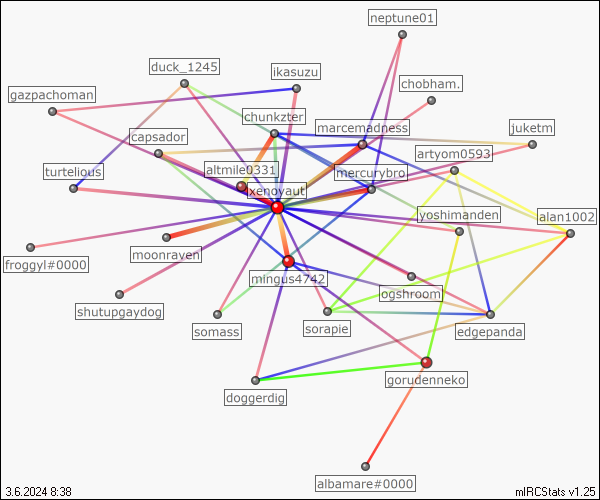 neptune01
duck_1245
ikasuzu
chobham.
gazpachoman
chunkzter
marcemadness
juketm
capsador
artyom0593
altmile0331
mercurybro
turtelious
xenoyaut
yoshimanden
alan1002
froggyl#0000
moonraven
mingus4742
ogshroom
shutupgaydog
somass
sorapie
edgepanda
gorudenneko
doggerdig
albamare#0000
3.6.2024 8:38
mIRCStats v1.25